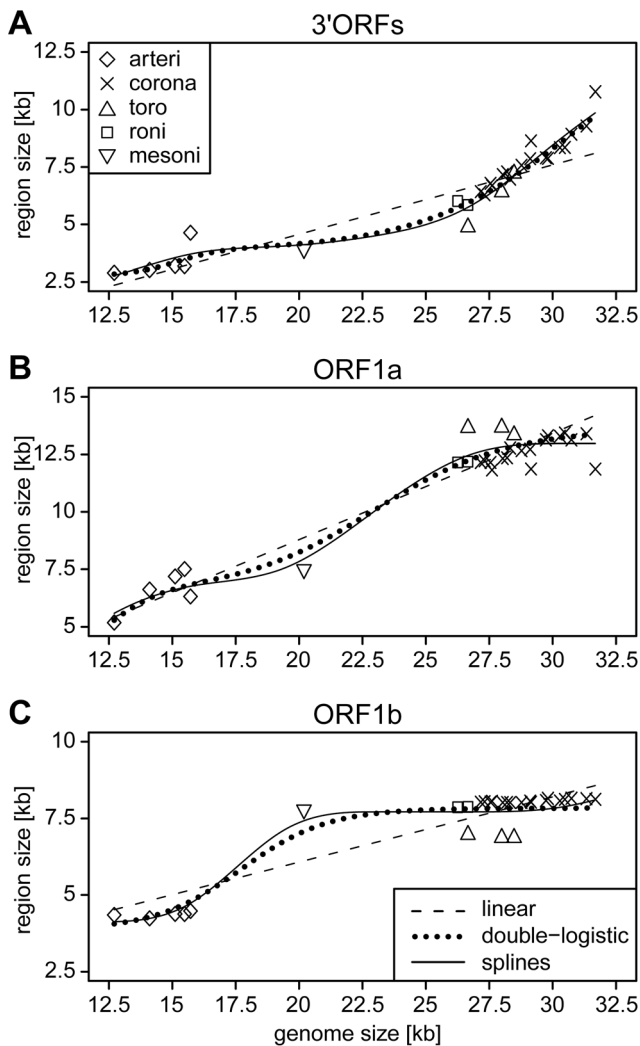 A
3'ORFs
region size [kb]
12.5
10
7.5
5
2.5
arteri
corona
toro
roni
mesoni
12.5 15 17.5 20 22.5 25 27.5 30 32.5
B
ORF1a
region size [kb]
15
12.5
10
7.5
5
12.5 15 17.5 20 22.5 25 27.5 30 32.5
C
ORF1b
region size [kb]
10
7.5
5
2.5
linear
double−logistic
splines
12.5 15 17.5 20 22.5 25 27.5 30 32.5
genome size [kb]